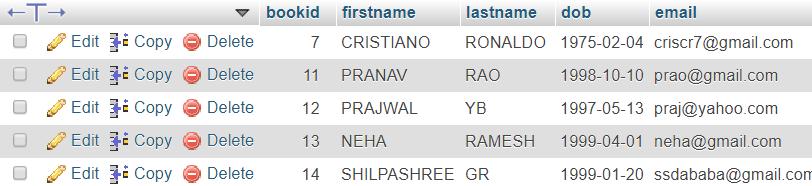 bookid firstname lastname dob email
Edit Copy Delete 7 CRISTIANO RONALDO 1975-02-04 criscr7@gmail.com
Edit Copy Delete 11 PRANAV RAO 1998-10-10 prao@gmail.com
Edit Copy Delete 12 PRAJWAL YB 1997-05-13 praj@yahoo.com
Edit Copy Delete 13 NEHA RAMESH 1999-04-01 neha@gmail.com
Edit Copy Delete 14 SHILPASHREE GR 1999-01-20 ssdababa@gmail.com